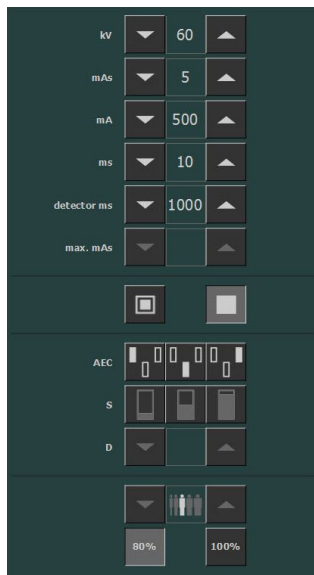 kV 60
mAs 5
mA 500
ms 10
detector ms 1000
max. mAs
AEC
S
D
80% 100%